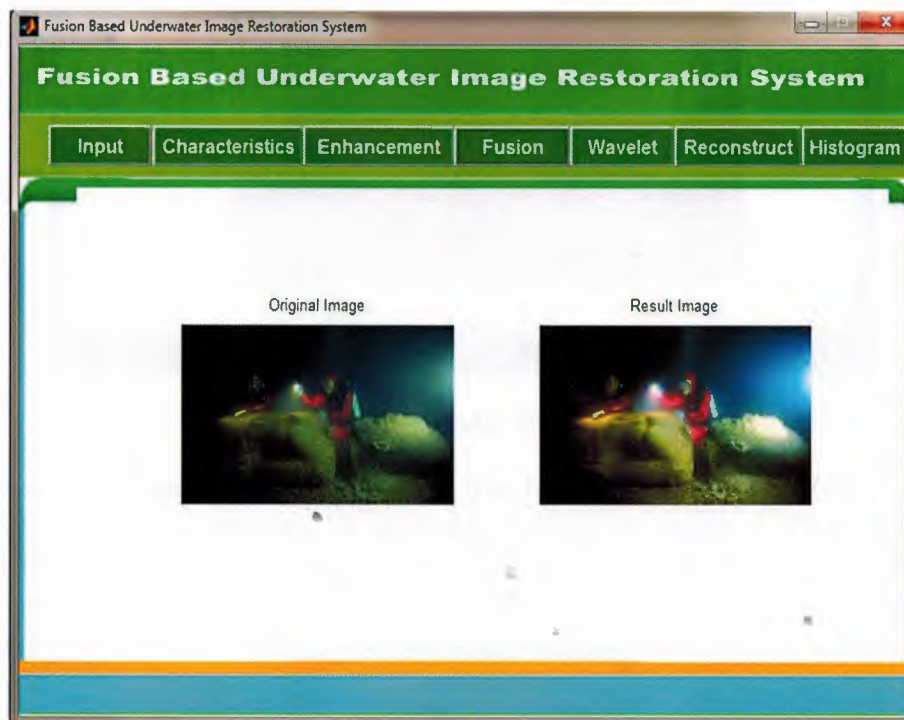 Fusion Based Underwater Image Restoration System
Fusion Based Underwater Image Restoration System
Input Characteristics Enhancement Fusion Wavelet Reconstruct Histogram
Original Image Result Image